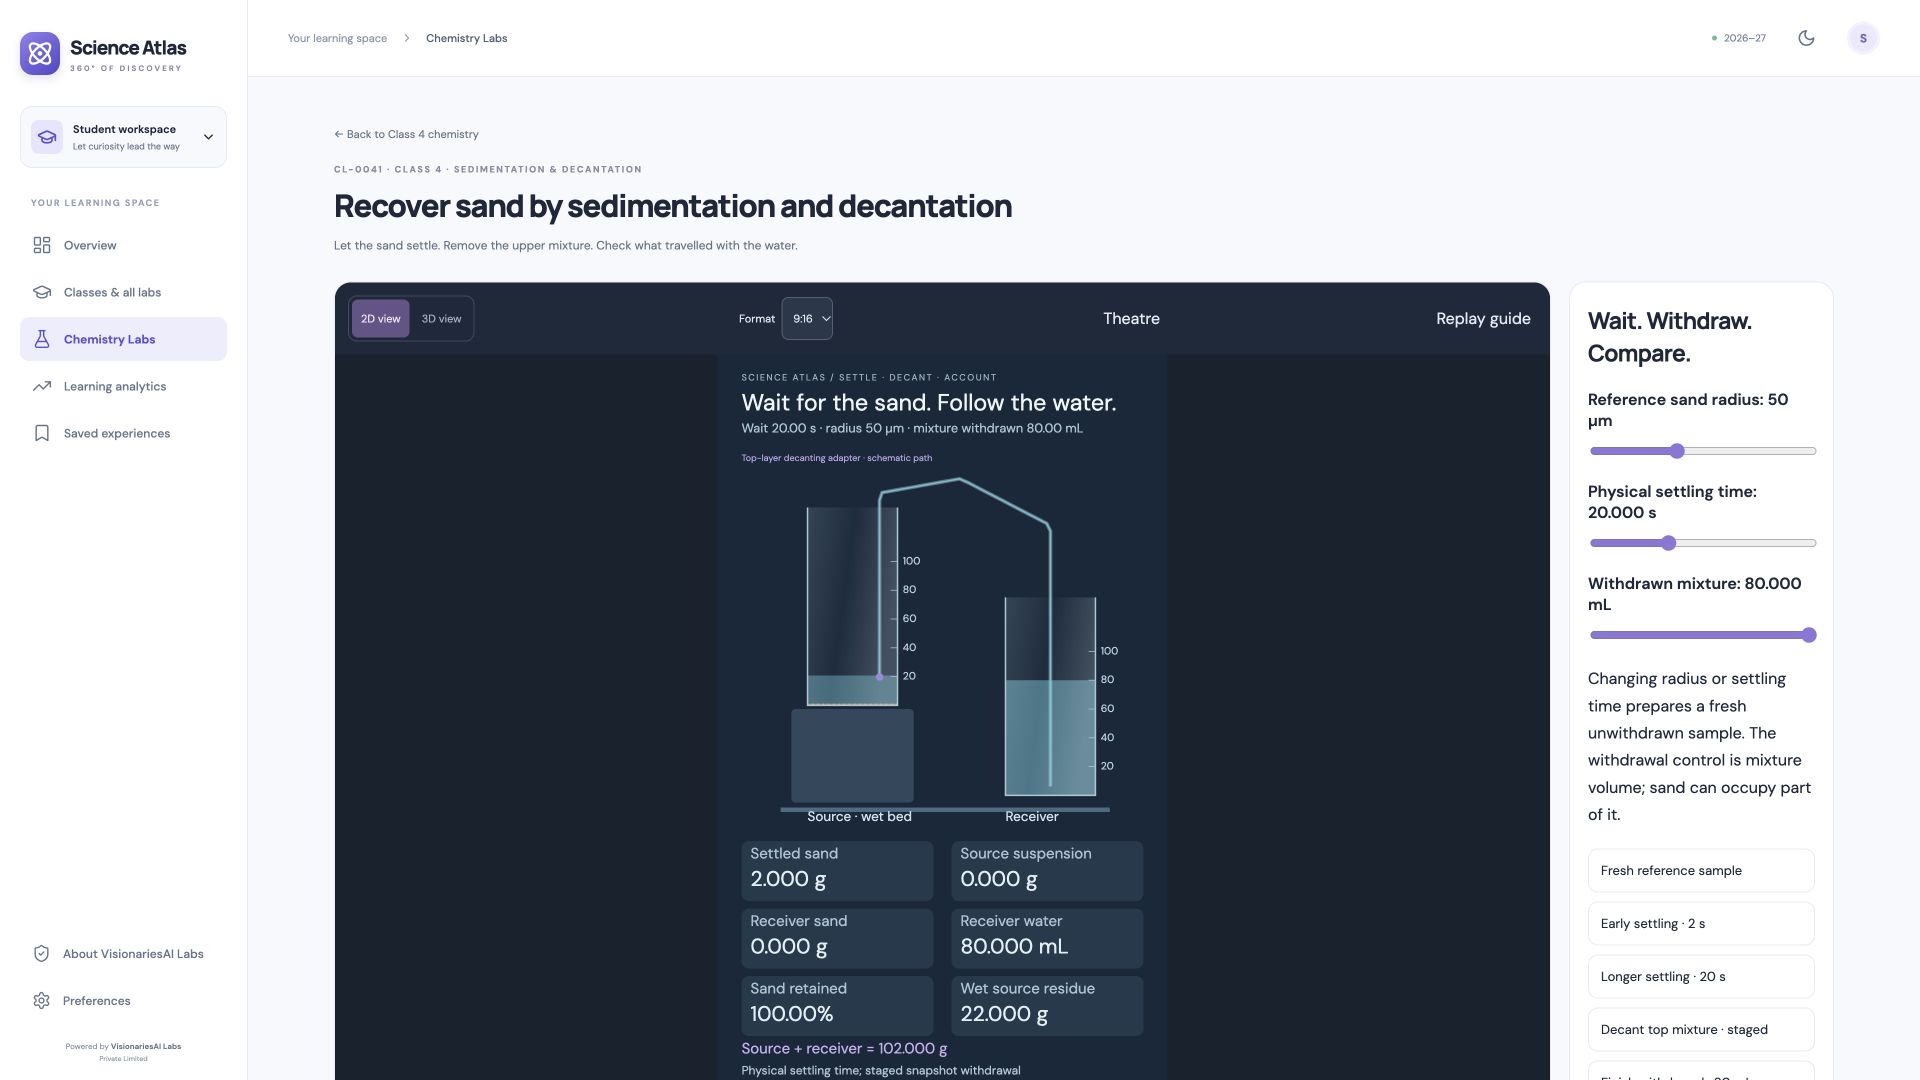 Science Atlas
360° OF DISCOVERY
Student workspace
Let curiosity lead the way
YOUR LEARNING SPACE
Overview
Classes & all labs
Chemistry Labs
Learning analytics
Saved experiences
About VisionariesAI Labs
Preferences
Powered by VisionariesAI Labs
Private Limited
Your learning space
Chemistry Labs
2026–27
S
← Back to Class 4 chemistry
CL-0041 · CLASS 4 · SEDIMENTATION & DECANTATION
Recover sand by sedimentation and decantation
Let the sand settle. Remove the upper mixture. Check what travelled with the water.
2D view
3D view
Format
9:16
Theatre
Replay guide
SCIENCE ATLAS / SETTLE · DECANT · ACCOUNT
Wait for the sand. Follow the water.
Wait 20.00 s · radius 50 µm · mixture withdrawn 80.00 mL
Top-layer decanting adapter · schematic path
100
80
60
40
20
100
80
60
40
20
Source · wet bed
Receiver
Settled sand
2.000 g
Source suspension
0.000 g
Receiver sand
0.000 g
Receiver water
80.000 mL
Sand retained
100.00%
Wet source residue
22.000 g
Source + receiver = 102.000 g
Physical settling time; staged snapshot withdrawal
Wait. Withdraw.
Compare.
Reference sand radius: 50
µm
Physical settling time:
20.000 s
Withdrawn mixture: 80.000
mL
Changing radius or settling
time prepares a fresh
unwithdrawn sample. The
withdrawal control is mixture
volume; sand can occupy part
of it.
Fresh reference sample
Early settling · 2 s
Longer settling · 20 s
Decant top mixture · staged